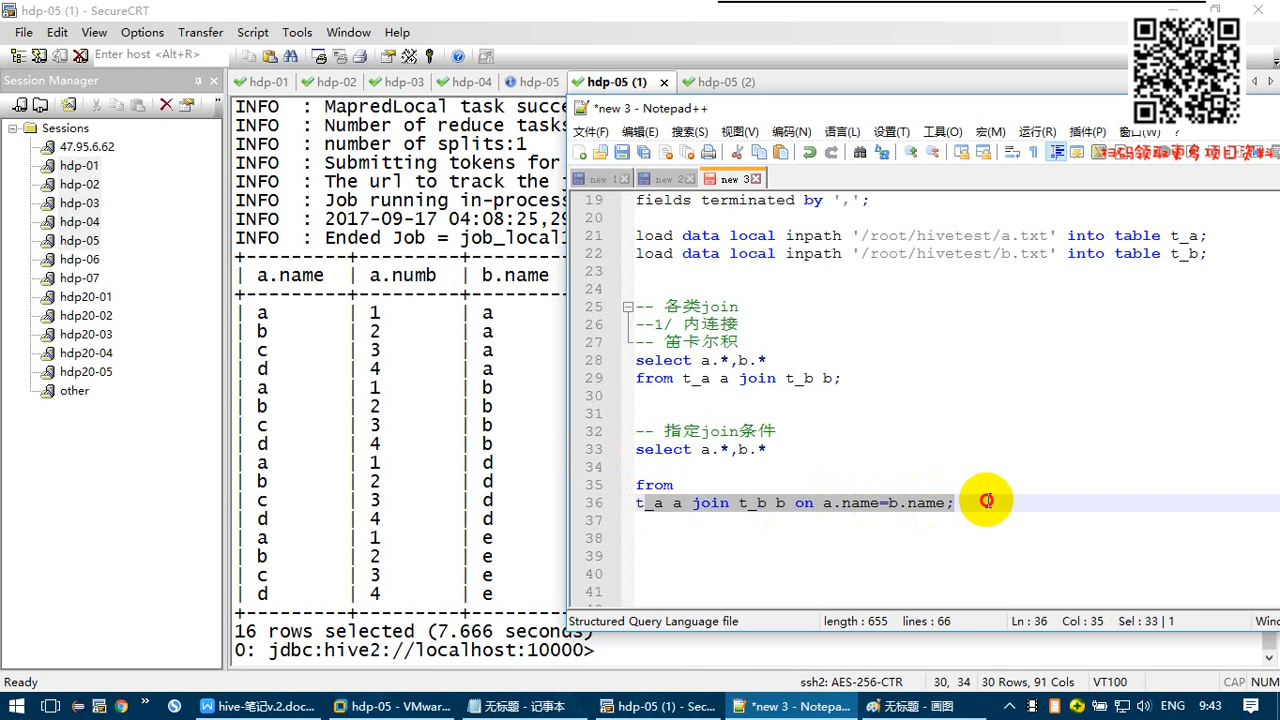 hdp-05 (1) - SecureCRT
File Edit View Options Transfer Script Tools Window Help
Enter host <Alt+R>
Session Manager
Sessions
47.95.6.62
hdp-01
hdp-02
hdp-03
hdp-04
hdp-05
hdp-06
hdp-07
hdp20-01
hdp20-02
hdp20-03
hdp20-04
hdp20-05
other
hdp-01 hdp-02 hdp-03 hdp-04 hdp-05 hdp-05 (1) hdp-05 (2)
INFO : MapredLocal task succe
INFO : Number of reduce tasks
INFO : number of splits:1
INFO : Submitting tokens for
INFO : The url to track the
INFO : Job running in-process
INFO : 2017-09-17 04:08:25,29
INFO : Ended Job = job_local1
| a.name | a.numb | b.name
| a | 1 | a
| b | 2 | a
| c | 3 | a
| d | 4 | a
| a | 1 | b
| b | 2 | b
| c | 3 | b
| d | 4 | b
| a | 1 | d
| b | 2 | d
| c | 3 | d
| d | 4 | d
| a | 1 | e
| b | 2 | e
| c | 3 | e
| d | 4 | e
16 rows selected (7.666 seconds)
0: jdbc:hive2://localhost:10000>
*new 3 - Notepad++
文件(F) 编辑(E) 搜索(S) 视图(V) 编码(N) 语言(L) 设置(T) 工具(O) 宏(M) 运行(R) 插件(P) 窗口(W) ?
new 1 new 2 new 3
19 fields terminated by ',';
20
21 load data local inpath '/root/hivetest/a.txt' into table t_a;
22 load data local inpath '/root/hivetest/b.txt' into table t_b;
23
24
25 -- 各类join
26 --1/ 内连接
27 -- 笛卡尔积
28 select a.*,b.*
29 from t_a a join t_b b;
30
31
32 -- 指定join条件
33 select a.*,b.*
34
35 from
36 t_a a join t_b b on a.name=b.name;
37
38
39
40
41
Structured Query Language file length : 655 lines : 66 Ln : 36 Col : 35 Sel : 33 | 1 Winc
Ready ssh2: AES-256-CTR 30, 34 30 Rows, 91 Cols VT100 CAP NUM
hive-笔记v.2.doc... hdp-05 - VMwar... 无标题 - 记事本 hdp-05 (1) - Sec... *new 3 - Notepa... 无标题 - 画图 ENG 9:43